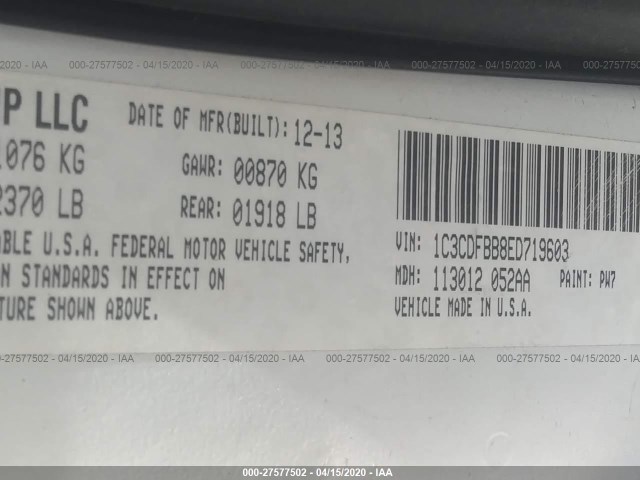 000-27577502 - 04/15/2020 - IAA 000-27577502 - 04/15/2020 - IAA 000-27577502 - 04/15/2020 - IAA
LLC DATE OF MFR(BUILT): 12-13
1076 KG GAWR: 00870 KG
2370 LB REAR: 01918 LB
U.S.A. FEDERAL MOTOR VEHICLE SAFETY,
STANDARDS IN EFFECT ON
SHOWN ABOVE.
VIN: 1C3CDFBB8ED719603
MDH: 113012 052AA PAINT: PW7
VEHICLE MADE IN U.S.A.
04/15/2020 - IAA 000-27577502 - 04/15/2020 - IAA 000-27577502 - 04/15/2020 - IAA 000-27577502 -
000-27577502 - 04/15/2020 - IAA